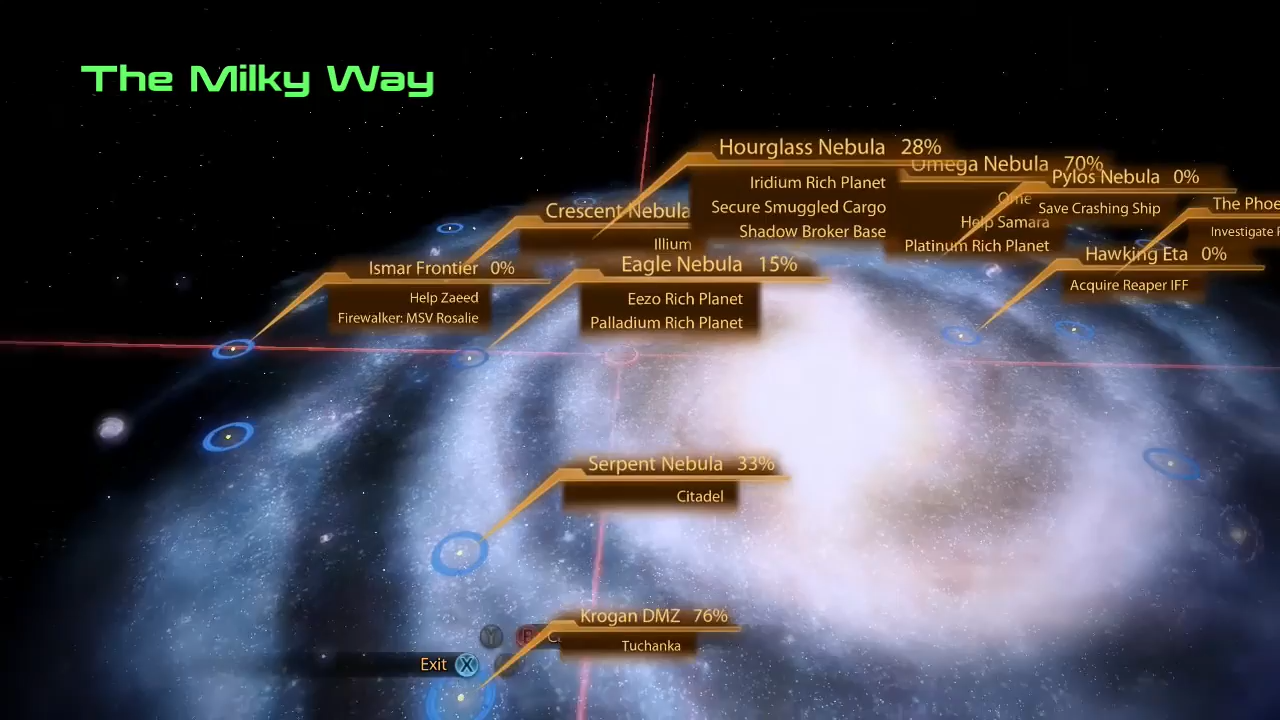 The Milky Way
Hourglass Nebula 28%
Iridium Rich Planet
Secure Smuggled Cargo
Shadow Broker Base
Omega Nebula 70%
Ome
Help Samara
Platinum Rich Planet
Pylos Nebula 0%
Save Crashing Ship
The Phoe
Investigate
Crescent Nebula
Illium
Hawking Eta 0%
Acquire Reaper IFF
Ismar Frontier 0%
Help Zaeed
Firewalker: MSV Rosalie
Eagle Nebula 15%
Eezo Rich Planet
Palladium Rich Planet
Serpent Nebula 33%
Citadel
Krogan DMZ 76%
Tuchanka
Y
B
Exit X